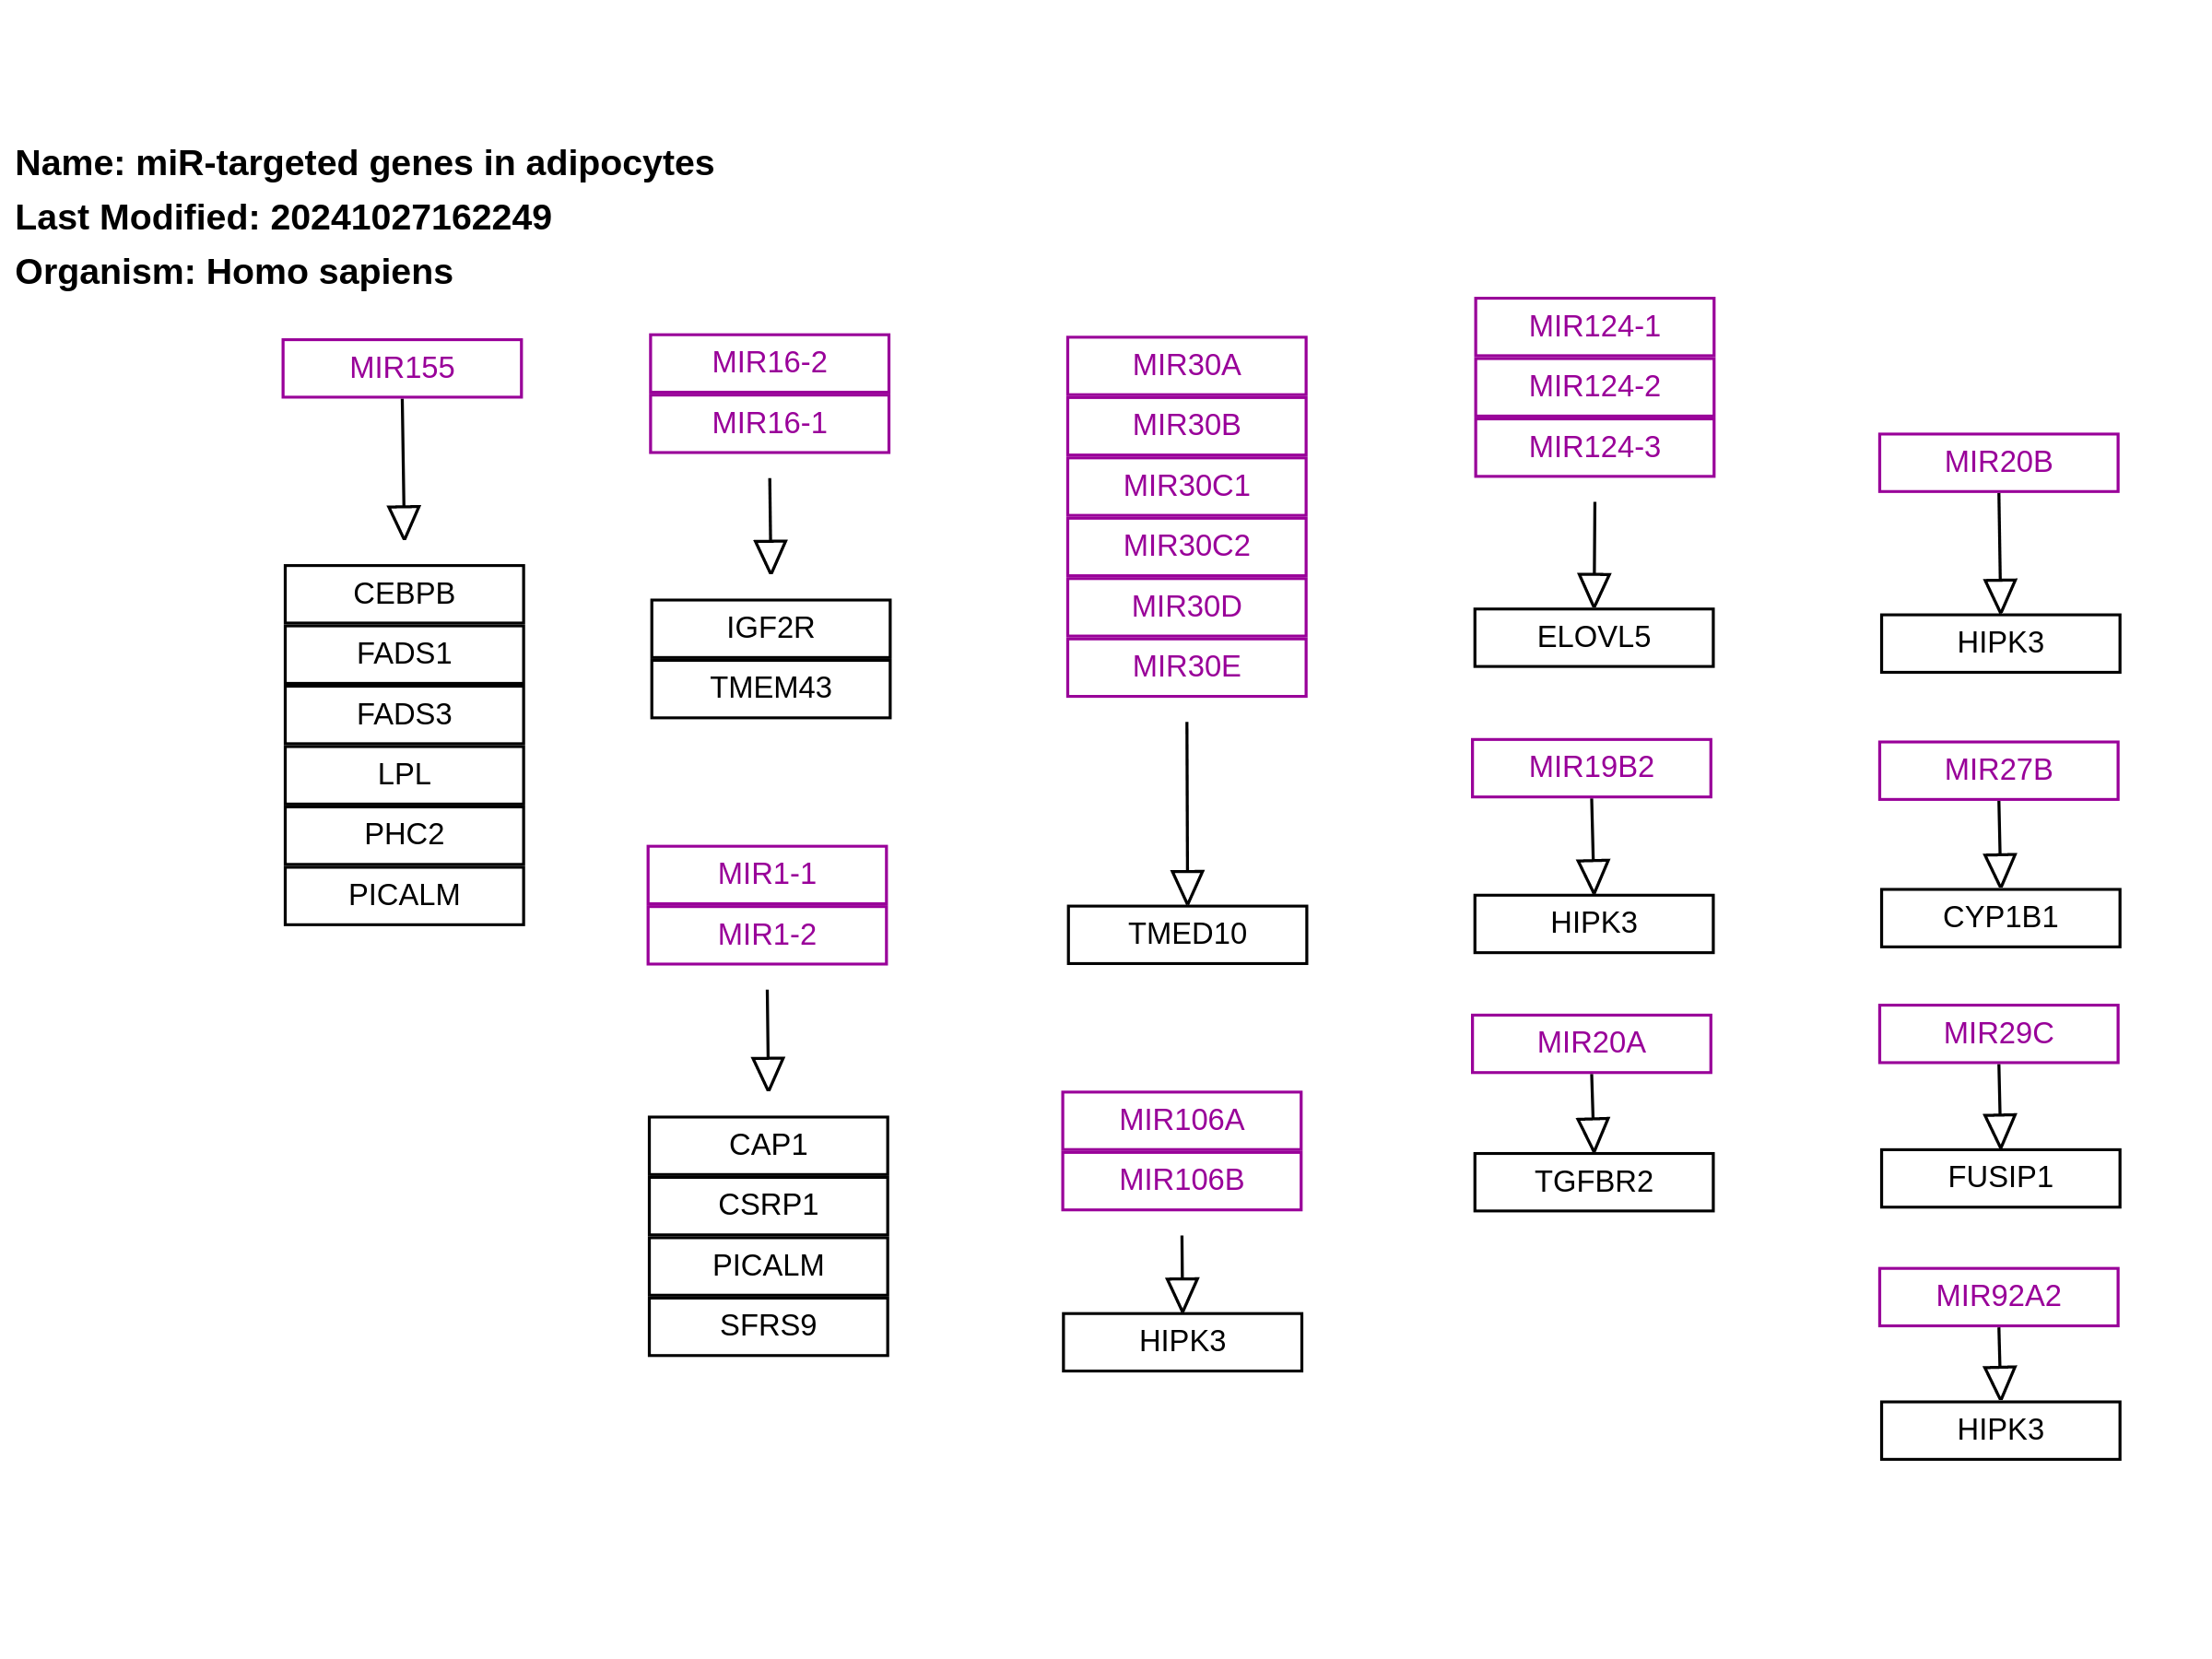 Name: miR-targeted genes in adipocytes
Last Modified: 20241027162249
Organism: Homo sapiens
MIR155
CEBPB
FADS1
FADS3
LPL
PHC2
PICALM
MIR16-2
MIR16-1
IGF2R
TMEM43
MIR1-1
MIR1-2
CAP1
CSRP1
PICALM
SFRS9
MIR30A
MIR30B
MIR30C1
MIR30C2
MIR30D
MIR30E
TMED10
MIR106A
MIR106B
HIPK3
MIR124-1
MIR124-2
MIR124-3
ELOVL5
MIR19B2
HIPK3
MIR20A
TGFBR2
MIR20B
HIPK3
MIR27B
CYP1B1
MIR29C
FUSIP1
MIR92A2
HIPK3